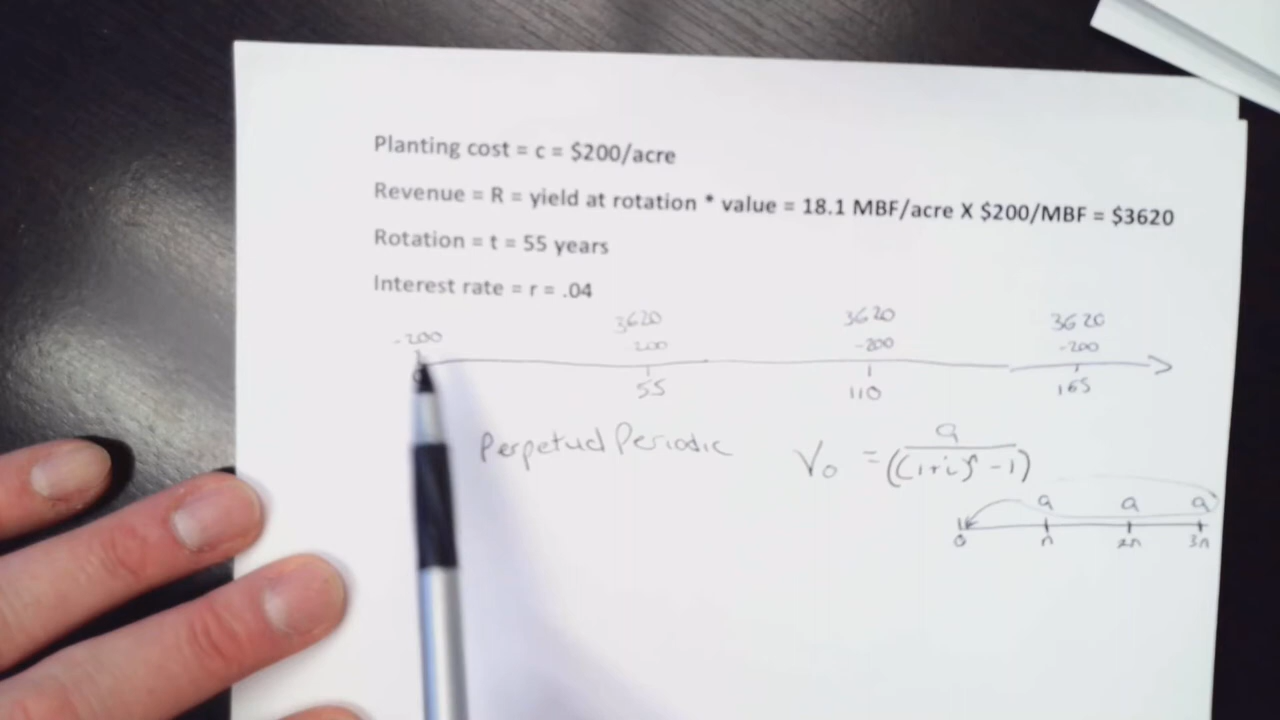 Planting cost = c = $200/acre
Revenue = R = yield at rotation * value = 18.1 MBF/acre X $200/MBF = $3620
Rotation = t = 55 years
Interest rate = r = .04
3620 3620 3620
-200 200 -200 -200
55 110 165
Perpetual Periodic V₀ = a / ((1+i)ⁿ - 1)
a a a
0 n 2n 3n